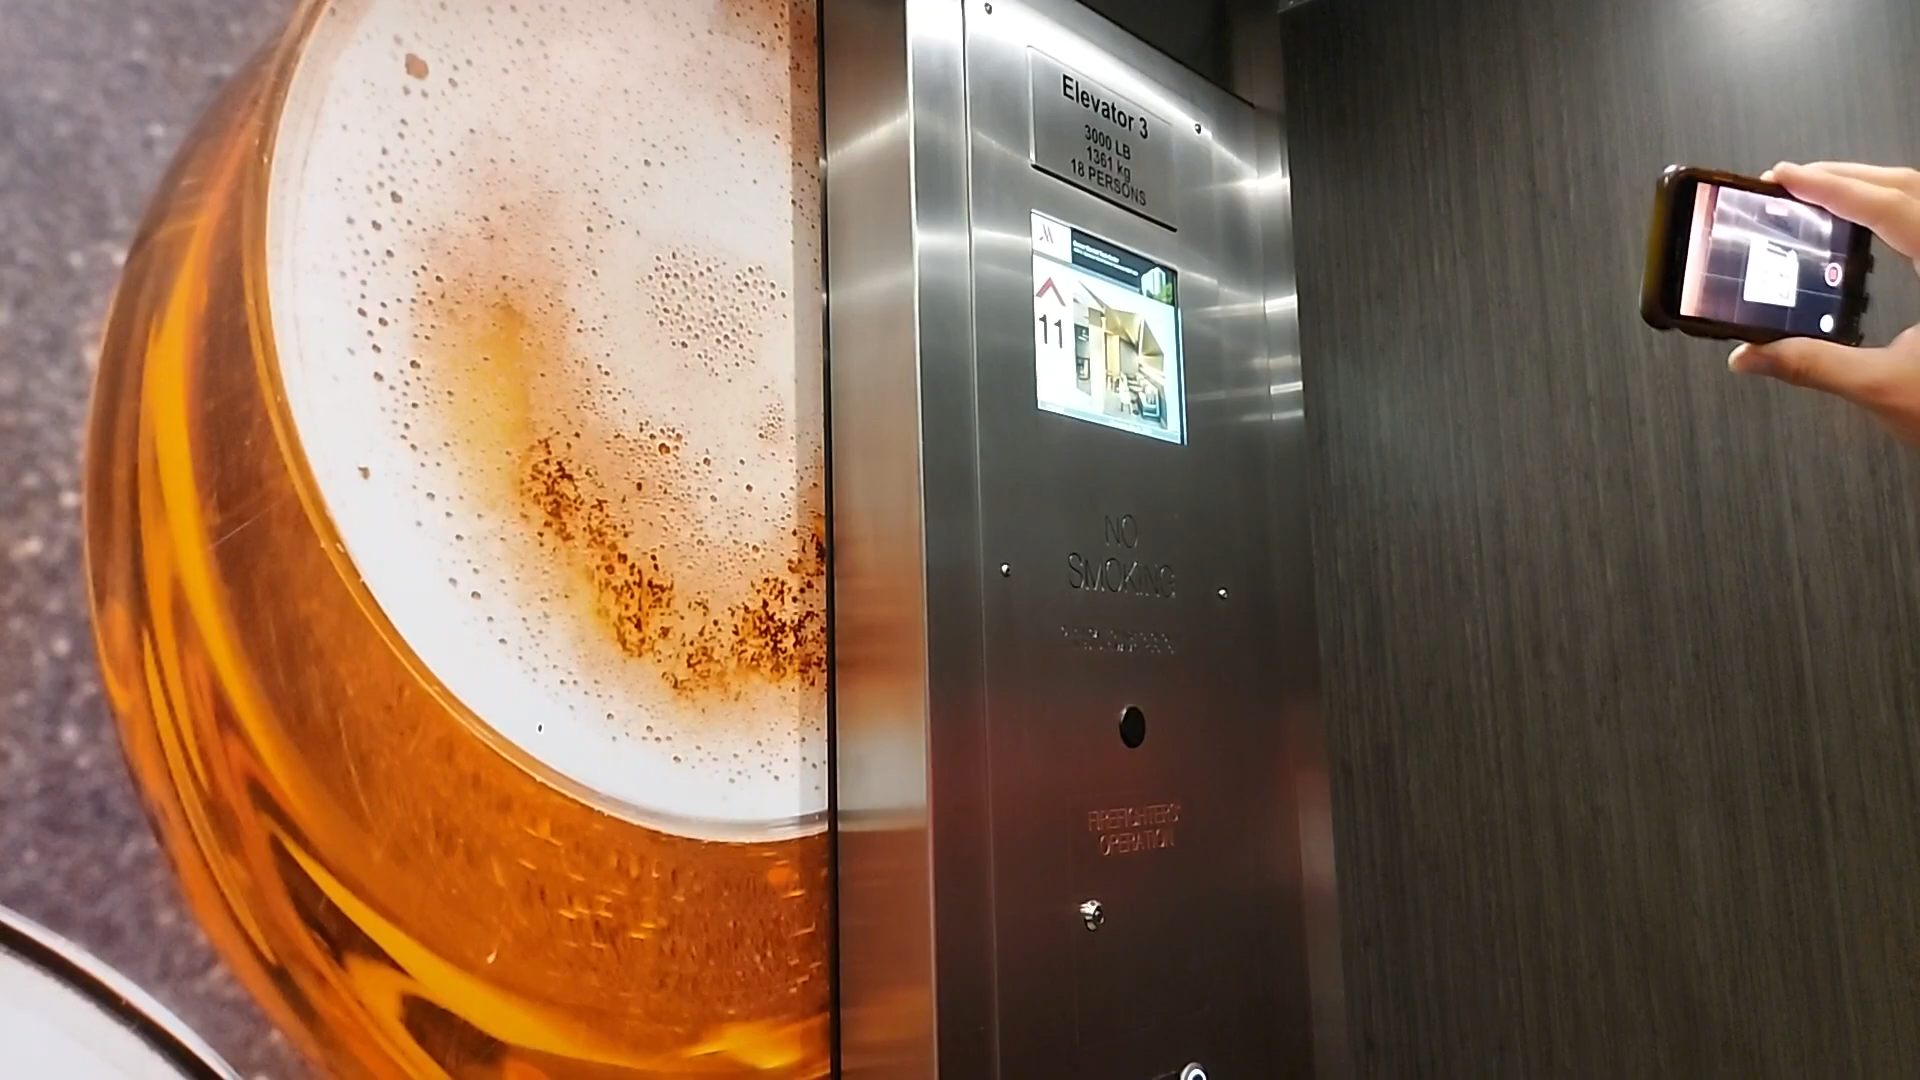 Elevator 3
3000 LB
1361 kg
18 PERSONS
11
NO
SMOKING
FIREFIGHTERS'
OPERATION